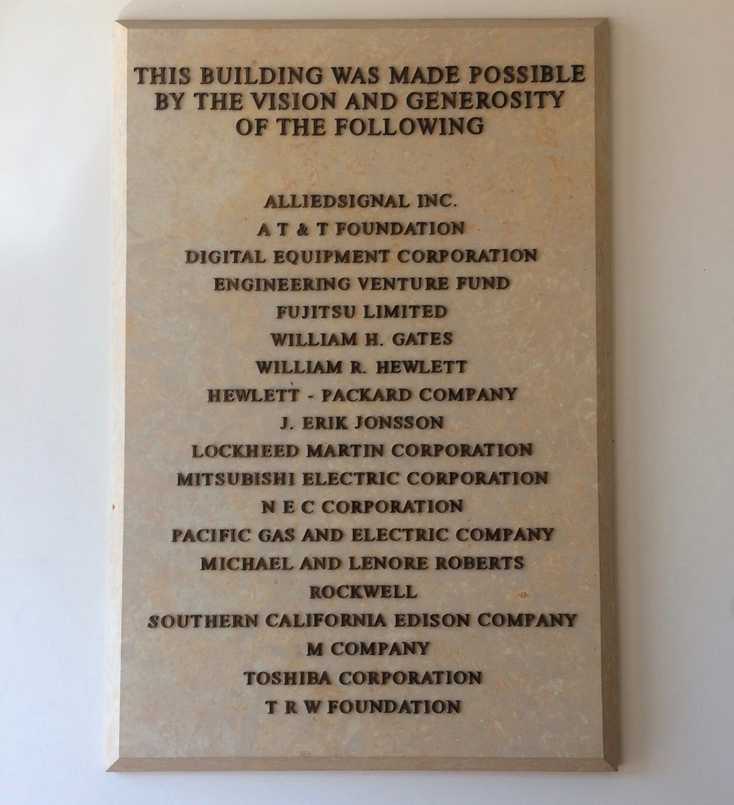 THIS BUILDING WAS MADE POSSIBLE
BY THE VISION AND GENEROSITY
OF THE FOLLOWING
ALLIEDSIGNAL INC.
A T & T FOUNDATION
DIGITAL EQUIPMENT CORPORATION
ENGINEERING VENTURE FUND
FUJITSU LIMITED
WILLIAM H. GATES
WILLIAM R. HEWLETT
HEWLETT - PACKARD COMPANY
J. ERIK JONSSON
LOCKHEED MARTIN CORPORATION
MITSUBISHI ELECTRIC CORPORATION
N E C CORPORATION
PACIFIC GAS AND ELECTRIC COMPANY
MICHAEL AND LENORE ROBERTS
ROCKWELL
SOUTHERN CALIFORNIA EDISON COMPANY
M COMPANY
TOSHIBA CORPORATION
T R W FOUNDATION